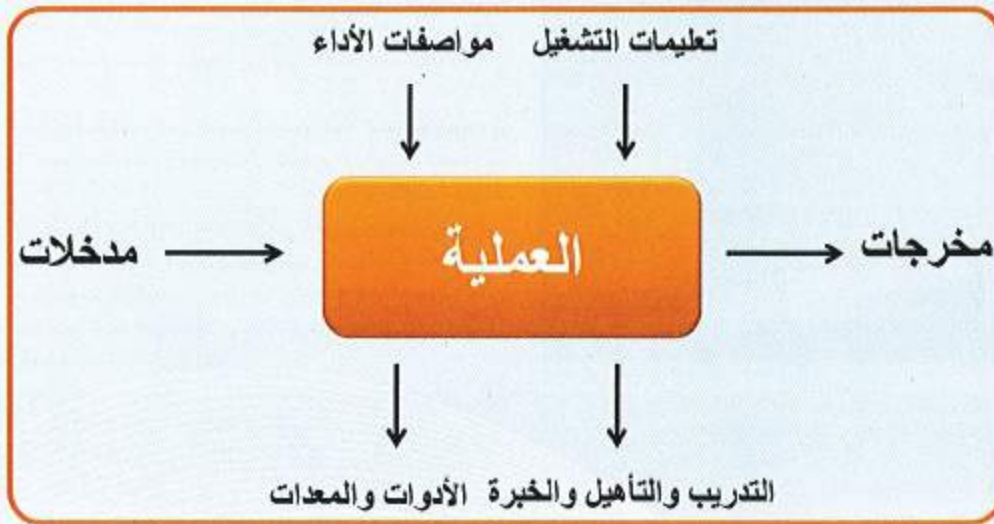 تعليمات التشغيل
مواصفات الأداء
مخرجات
العملية
مدخلات
التدريب والتأهيل والخبرة
الأدوات والمعدات